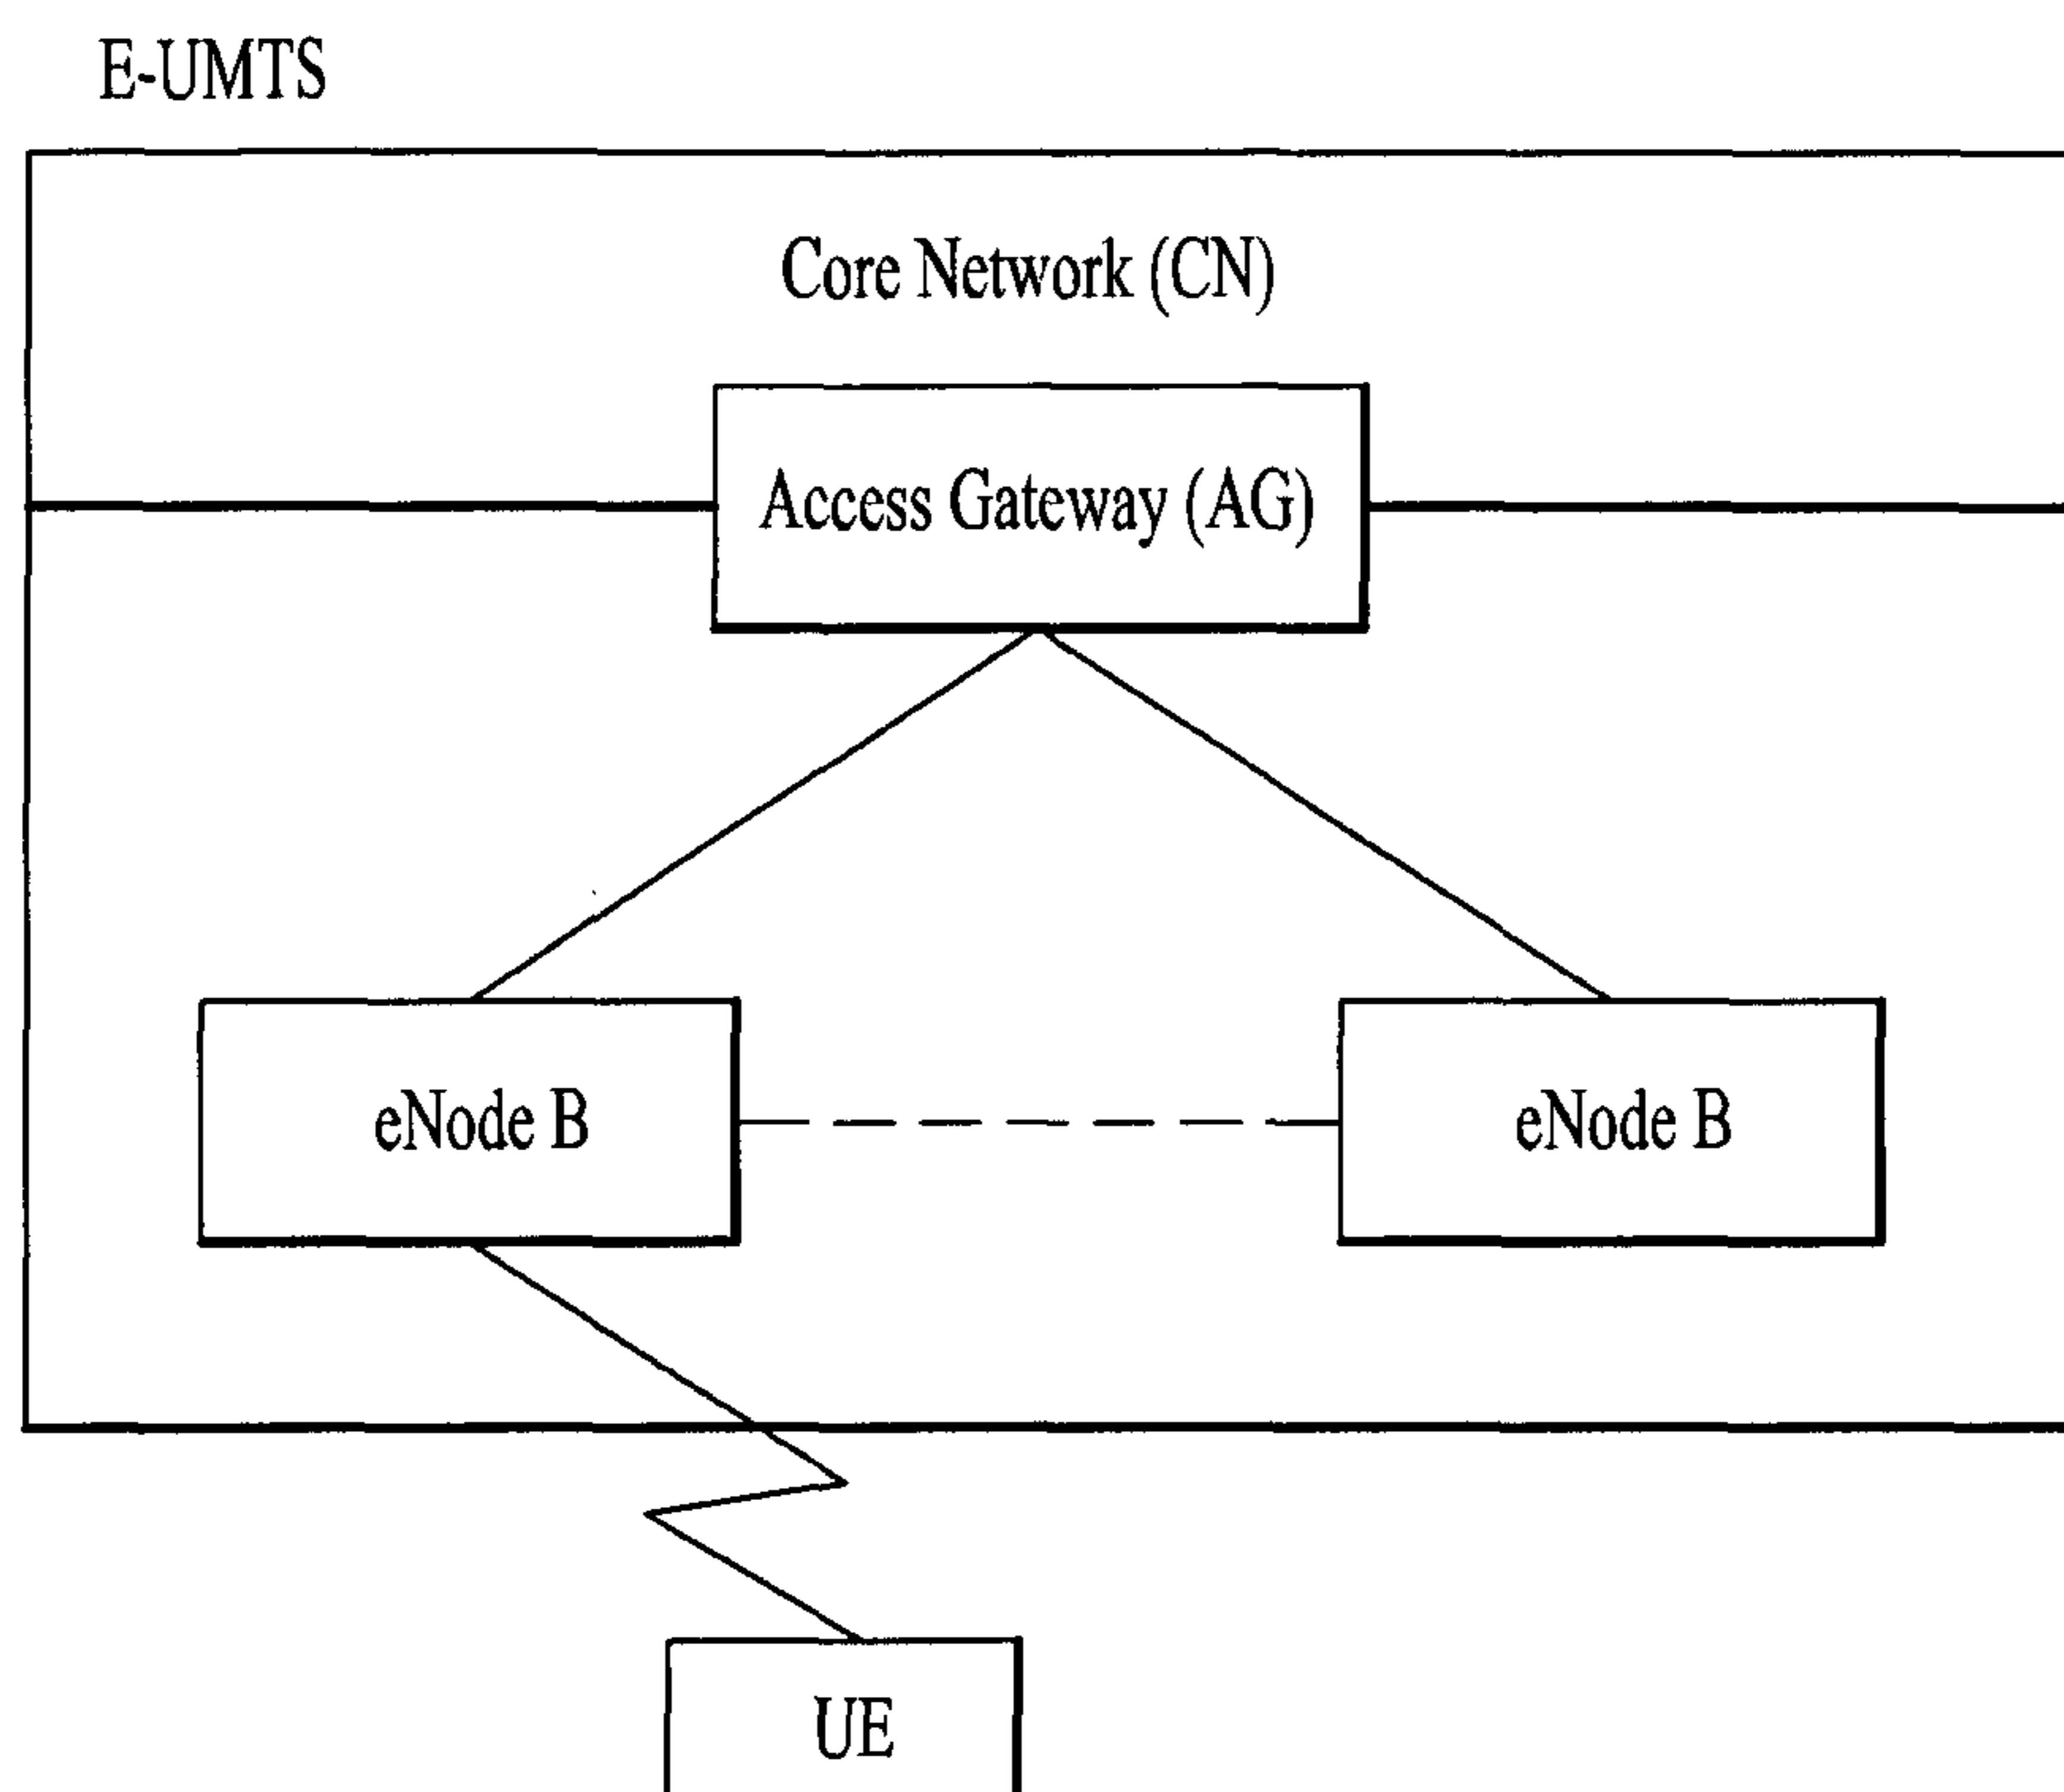 E-UMTS
Core Network (CN)
Access Gateway (AG)
eNode B
eNode B
UE